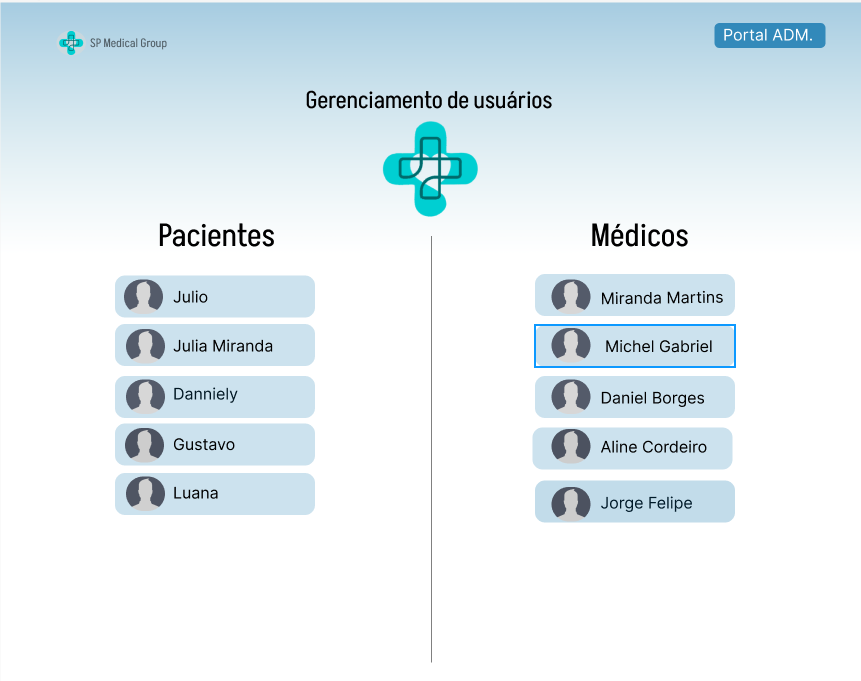 SP Medical Group
Portal ADM.
Gerenciamento de usuários
Pacientes
Julio
Julia Miranda
Danniely
Gustavo
Luana
Médicos
Miranda Martins
Michel Gabriel
Daniel Borges
Aline Cordeiro
Jorge Felipe